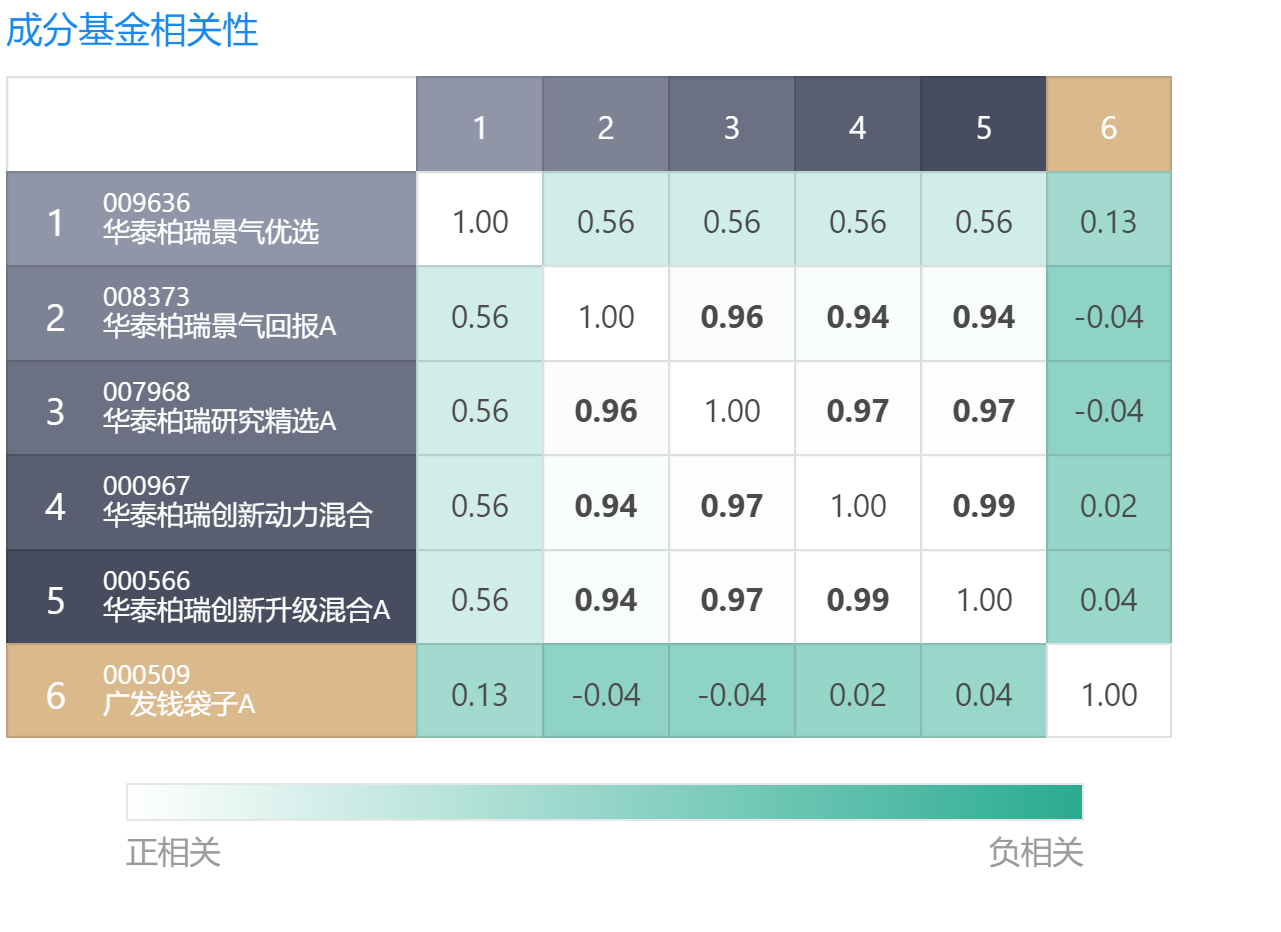 成分基金相关性
1 2 3 4 5 6
1 009636
华泰柏瑞景气优选 1.00 0.56 0.56 0.56 0.56 0.13
2 008373
华泰柏瑞景气回报A 0.56 1.00 0.96 0.94 0.94 -0.04
3 007968
华泰柏瑞研究精选A 0.56 0.96 1.00 0.97 0.97 -0.04
4 000967
华泰柏瑞创新动力混合 0.56 0.94 0.97 1.00 0.99 0.02
5 000566
华泰柏瑞创新升级混合A 0.56 0.94 0.97 0.99 1.00 0.04
6 000509
广发钱袋子A 0.13 -0.04 -0.04 0.02 0.04 1.00
正相关 负相关